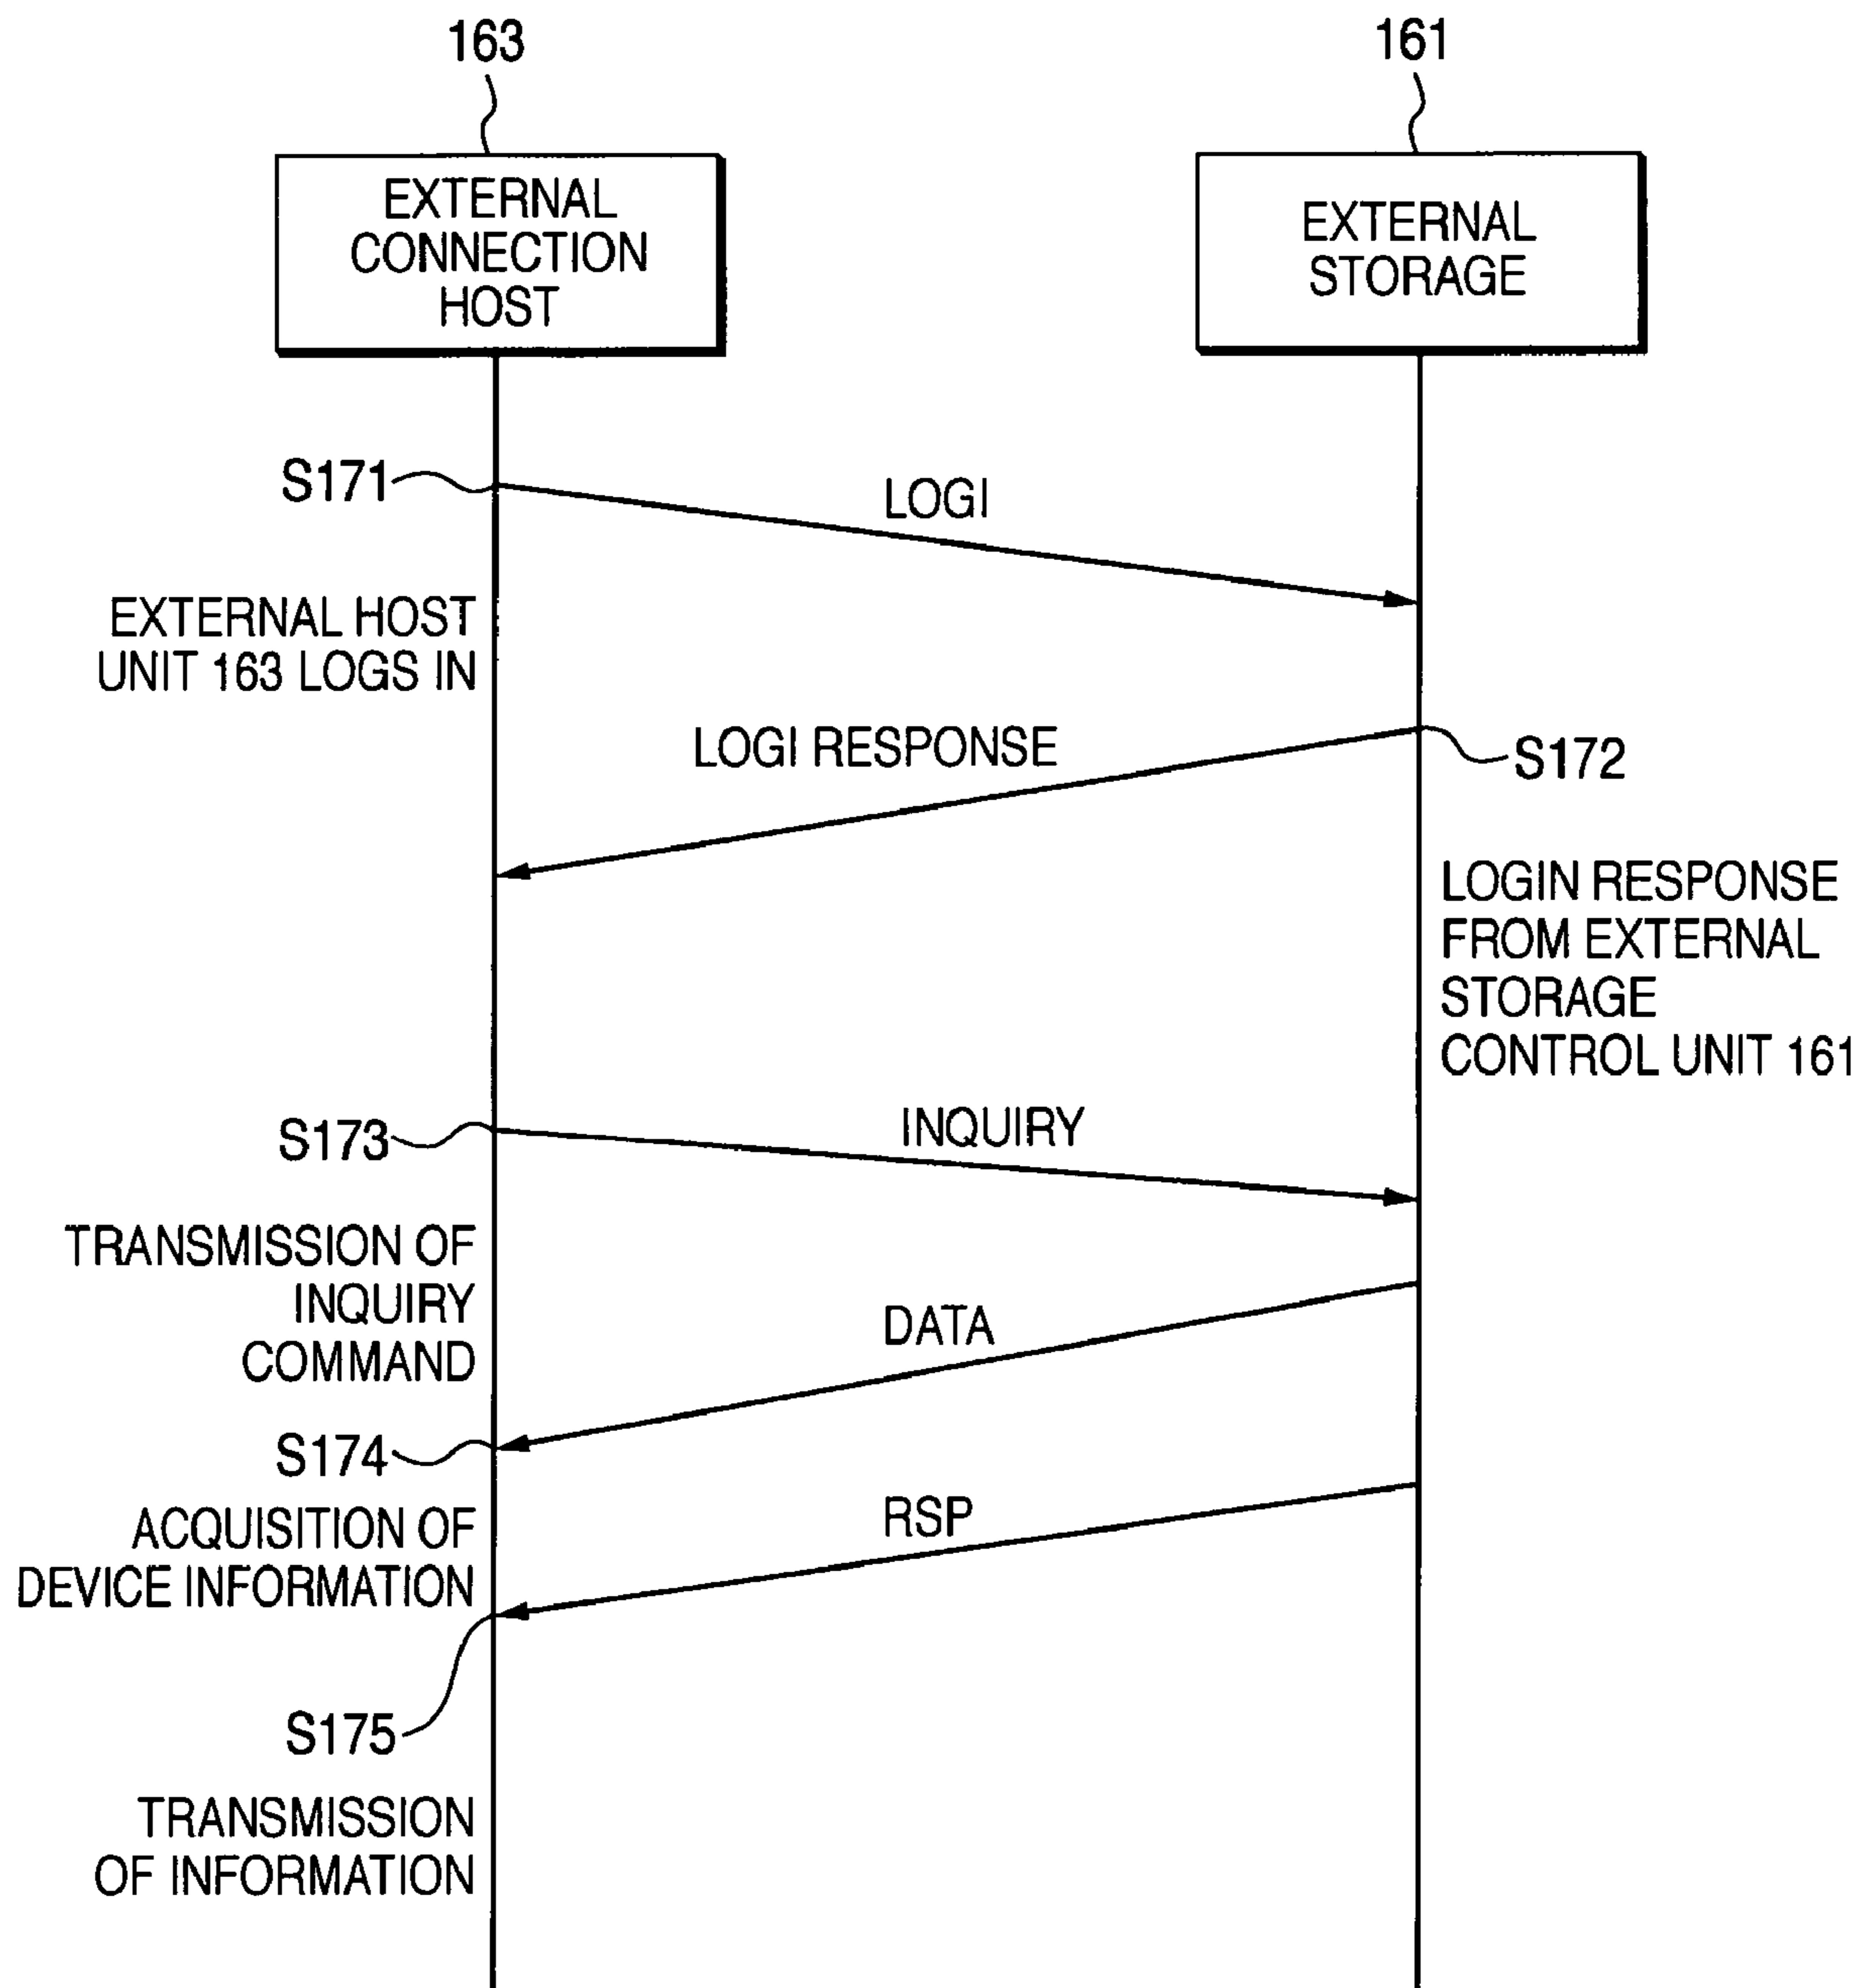 163
161
EXTERNAL
CONNECTION
HOST
EXTERNAL
STORAGE
S171
LOGI
EXTERNAL HOST
UNIT 163 LOGS IN
LOGI RESPONSE
S172
LOGIN RESPONSE
FROM EXTERNAL
STORAGE
CONTROL UNIT 161
S173
INQUIRY
TRANSMISSION OF
INQUIRY
COMMAND
DATA
S174
RSP
ACQUISITION OF
DEVICE INFORMATION
S175
TRANSMISSION
OF INFORMATION